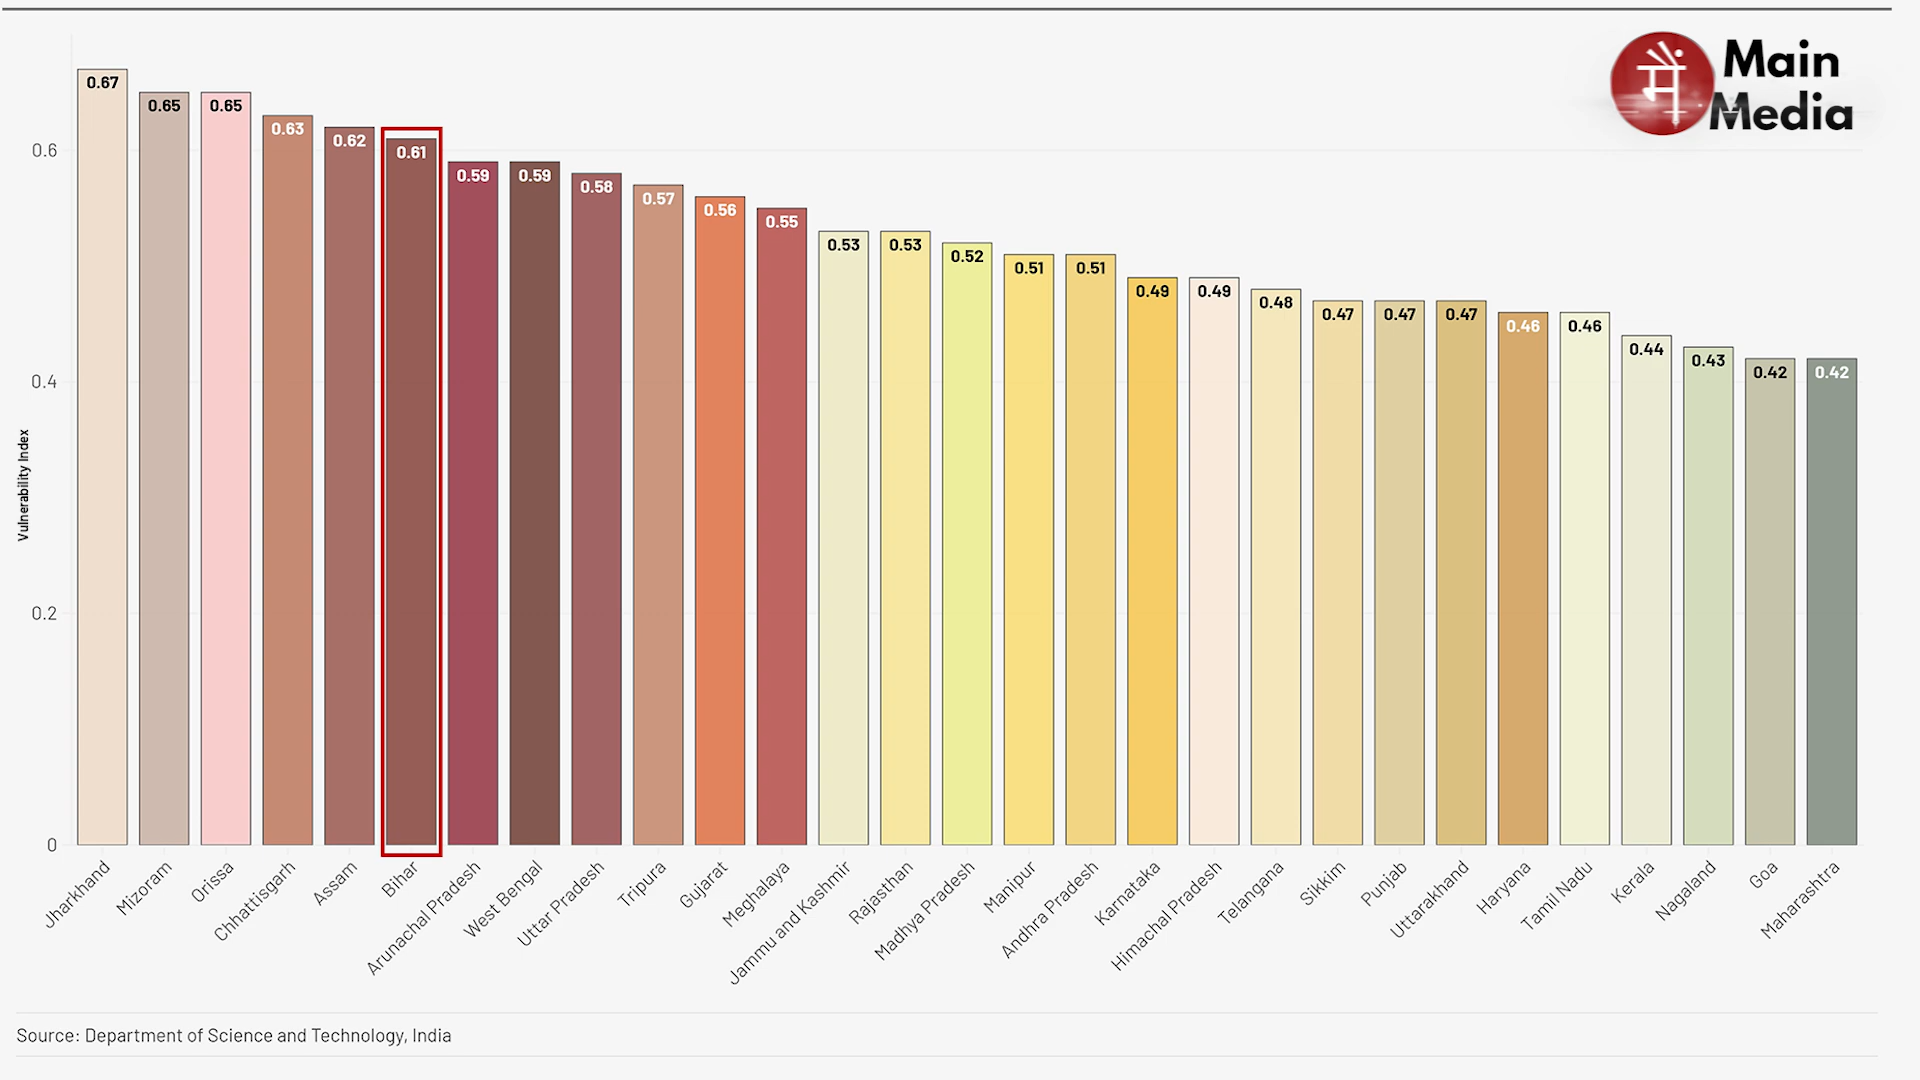 मैं
Main
Media
0.67
0.65
0.65
0.63
0.62
0.61
0.59
0.59
0.58
0.57
0.56
0.55
0.53
0.53
0.52
0.51
0.51
0.49
0.49
0.48
0.47
0.47
0.47
0.46
0.46
0.44
0.43
0.42
0.42
0.6
0.4
0.2
0
Vulnerability Index
Jharkhand
Mizoram
Orissa
Chhattisgarh
Assam
Bihar
Arunachal Pradesh
West Bengal
Uttar Pradesh
Tripura
Gujarat
Meghalaya
Jammu and Kashmir
Rajasthan
Madhya Pradesh
Manipur
Andhra Pradesh
Karnataka
Himachal Pradesh
Telangana
Sikkim
Punjab
Uttarakhand
Haryana
Tamil Nadu
Kerala
Nagaland
Goa
Maharashtra
Source: Department of Science and Technology, India